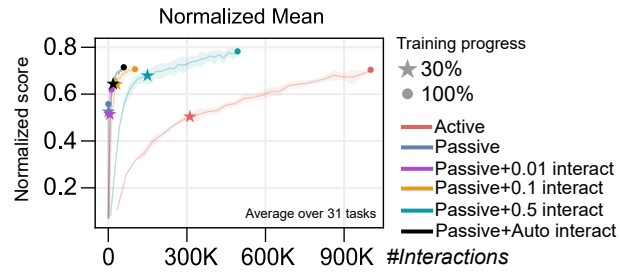 Normalized Mean
Normalized score
0.8
0.6
0.4
0.2
0
300K
600K
900K
#Interactions
Average over 31 tasks
Training progress
30%
100%
Active
Passive
Passive+0.01 interact
Passive+0.1 interact
Passive+0.5 interact
Passive+Auto interact